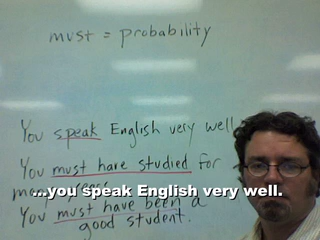 must = probability
You speak English very well
You must have studied for
...you speak English very well.
You must have been a
good student.